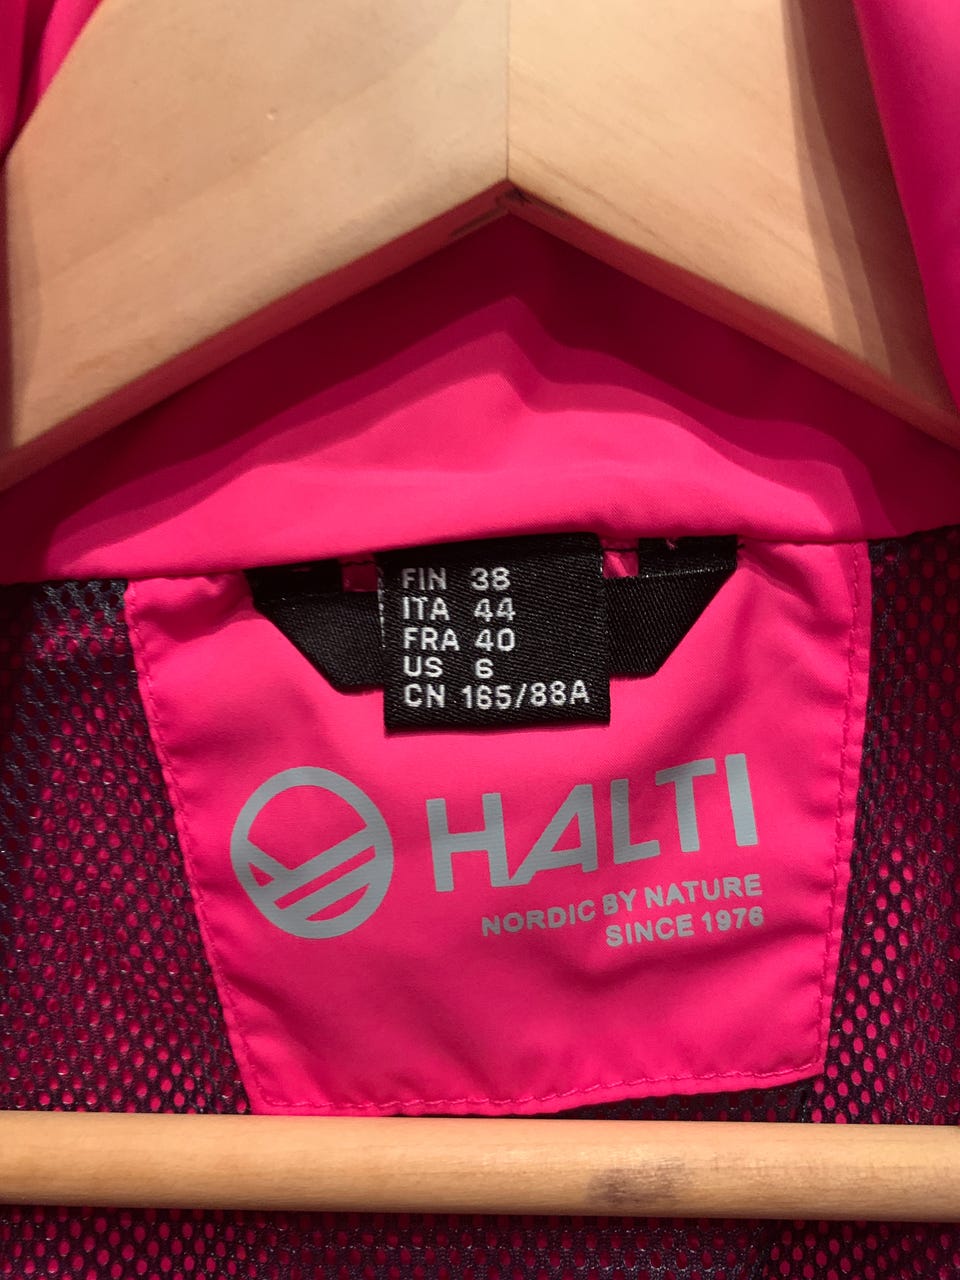 FIN 38
ITA 44
FRA 40
US 6
CN 165/88A
HALTI
NORDIC BY NATURE
SINCE 1976